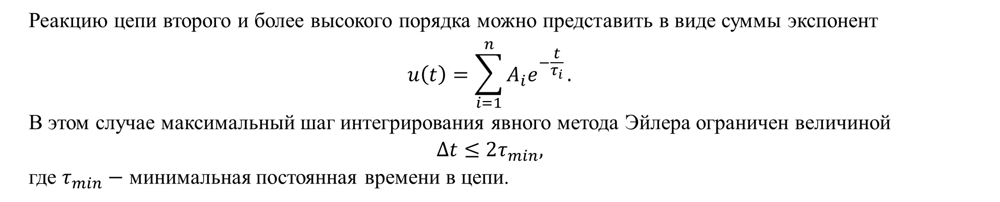 Реакцию цепи второго и более высокого порядка можно представить в виде суммы экспонент
$$u(t) = \sum_{i=1}^{n} A_i e^{-\frac{t}{\tau_i}}.$$
В этом случае максимальный шаг интегрирования явного метода Эйлера ограничен величиной
$$\Delta t \leq 2\tau_{min},$$
где $\tau_{min}$ − минимальная постоянная времени в цепи.